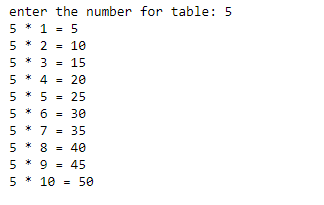 enter the number for table: 5
5 * 1 = 5
5 * 2 = 10
5 * 3 = 15
5 * 4 = 20
5 * 5 = 25
5 * 6 = 30
5 * 7 = 35
5 * 8 = 40
5 * 9 = 45
5 * 10 = 50